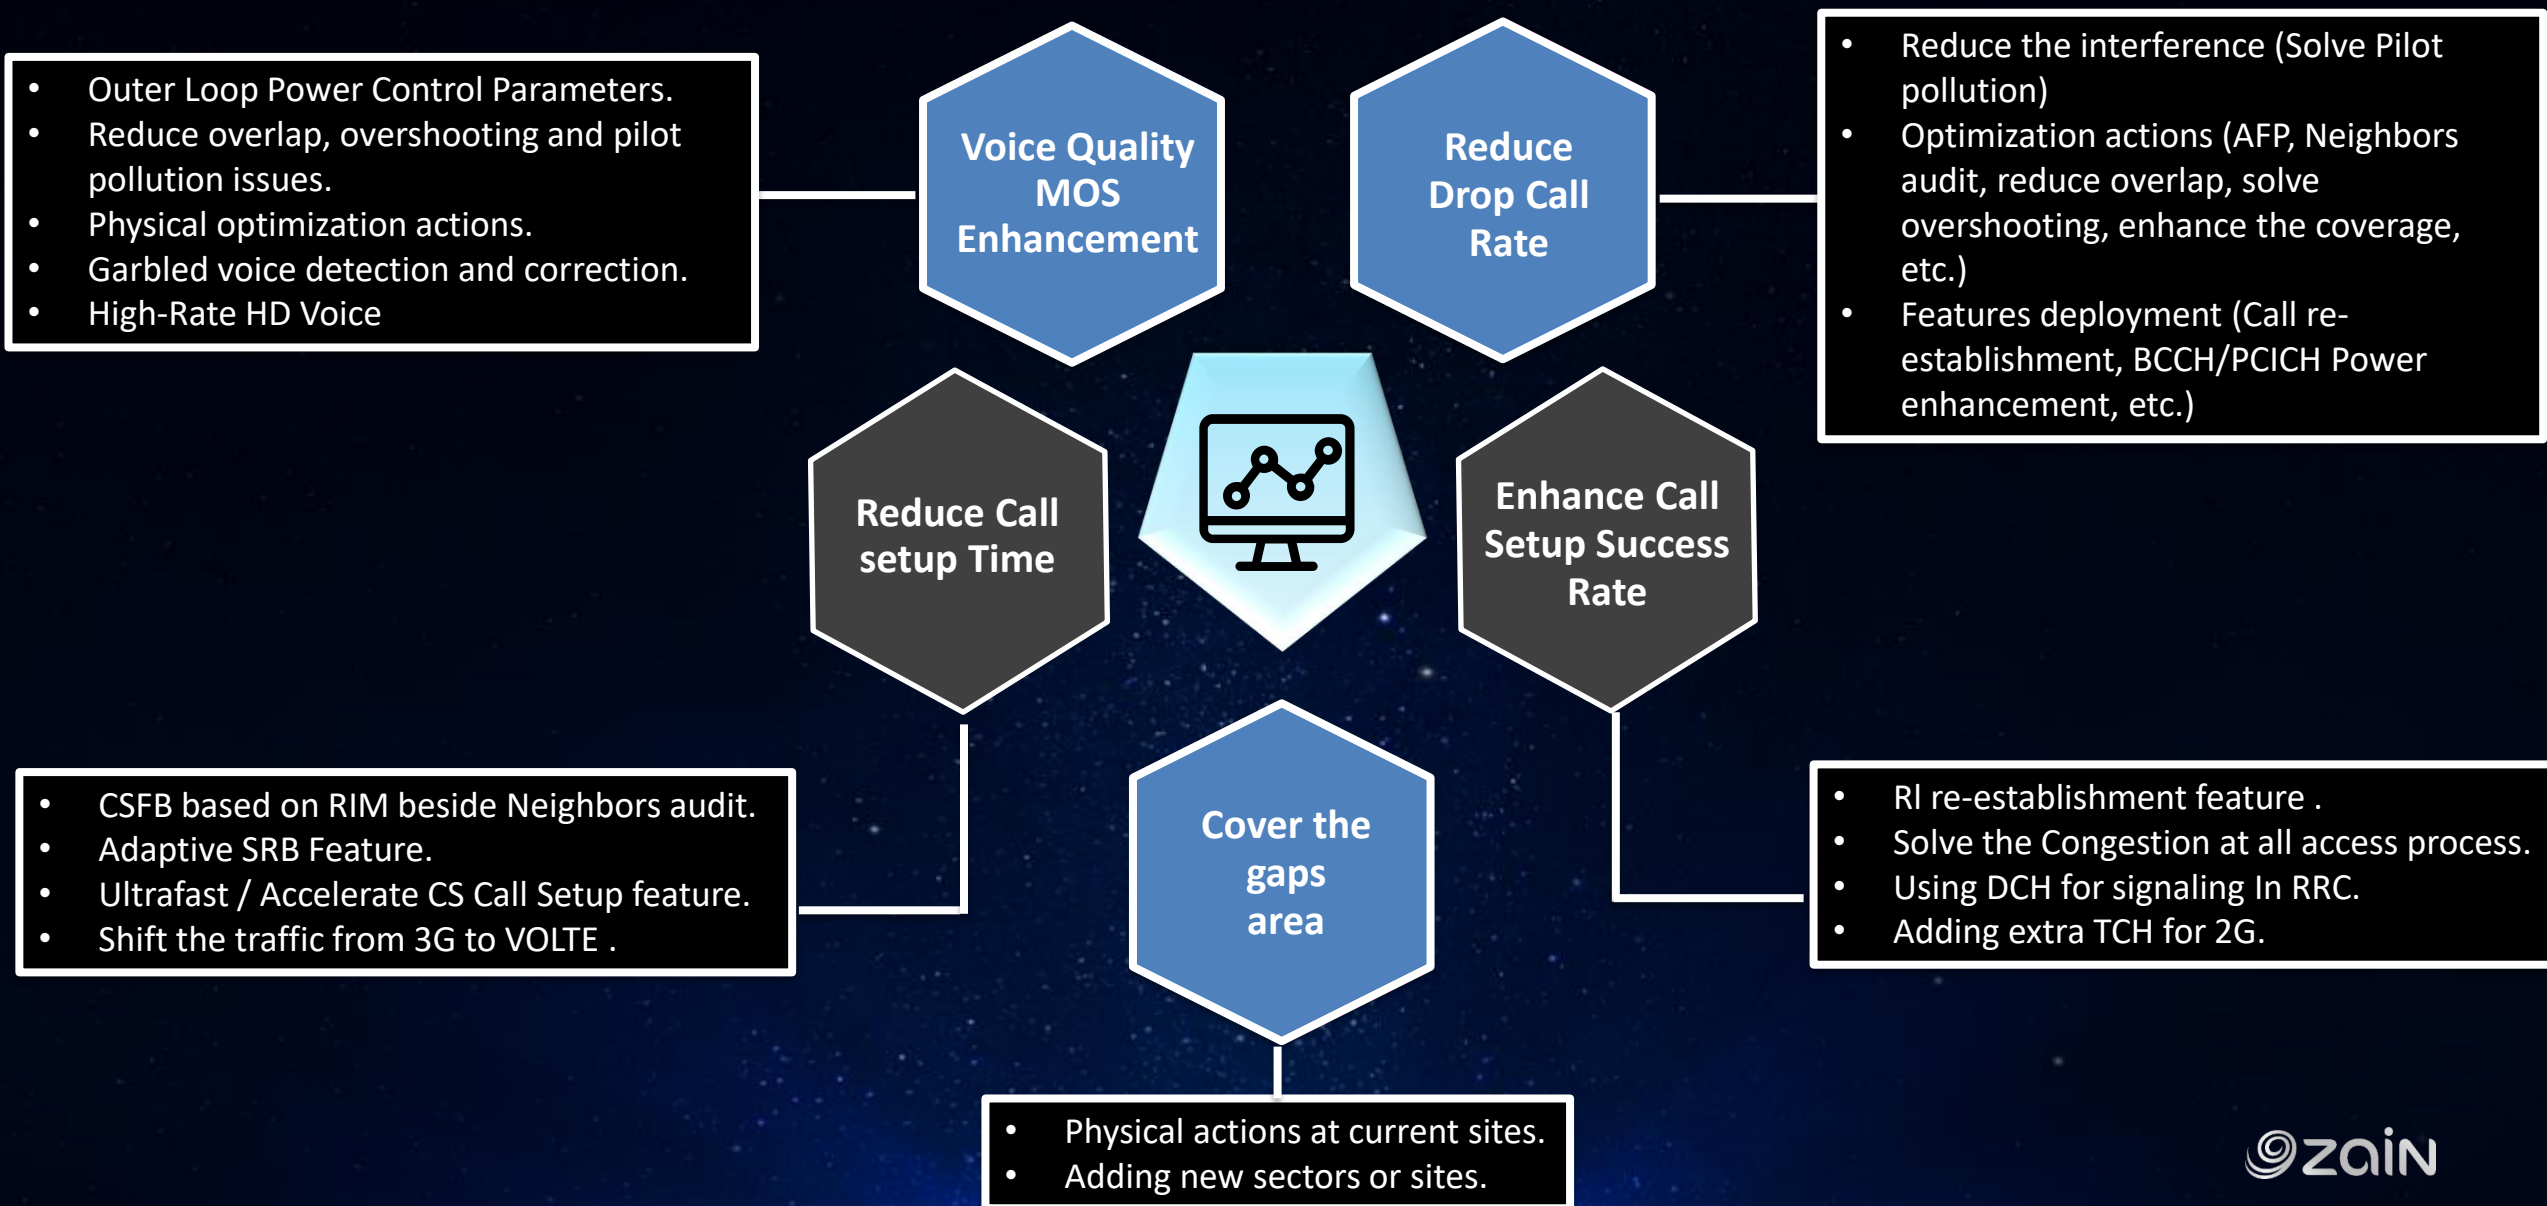 • Outer Loop Power Control Parameters.
• Reduce overlap, overshooting and pilot
pollution issues.
• Physical optimization actions.
• Garbled voice detection and correction.
• High-Rate HD Voice
Voice Quality
MOS
Enhancement
Reduce
Drop Call
Rate
• Reduce the interference (Solve Pilot
pollution)
• Optimization actions (AFP, Neighbors
audit, reduce overlap, solve
overshooting, enhance the coverage,
etc.)
• Features deployment (Call re-
establishment, BCCH/PCICH Power
enhancement, etc.)
Reduce Call
setup Time
Enhance Call
Setup Success
Rate
• CSFB based on RIM beside Neighbors audit.
• Adaptive SRB Feature.
• Ultrafast / Accelerate CS Call Setup feature.
• Shift the traffic from 3G to VOLTE .
Cover the
gaps
area
• Rl re-establishment feature .
• Solve the Congestion at all access process.
• Using DCH for signaling In RRC.
• Adding extra TCH for 2G.
• Physical actions at current sites.
• Adding new sectors or sites.
zain